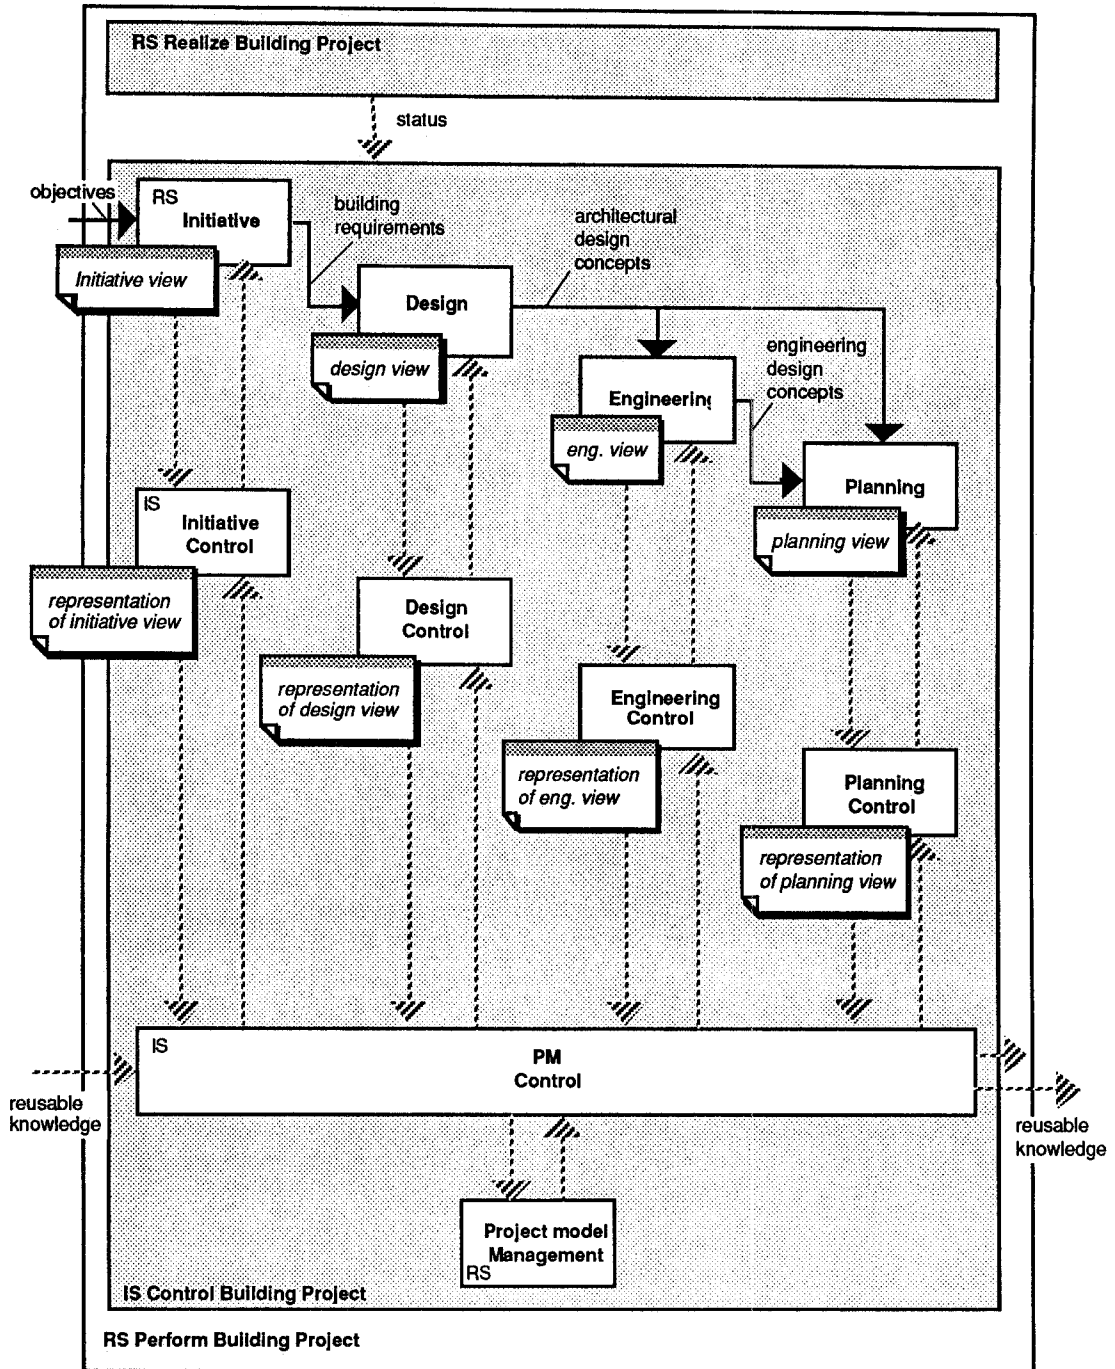 RS Realize Building Project
status
objectives
RS
Initiative
building
requirements
architectural
design
concepts
Initiative view
Design
engineering
design
concepts
design view
Engineering
eng. view
Planning
IS
Initiative
Control
planning view
representation
of initiative view
Design
Control
representation
of design view
Engineering
Control
representation
of eng. view
Planning
Control
representation
of planning view
IS
PM
Control
reusable
knowledge
reusable
knowledge
Project model
Management
RS
IS Control Building Project
RS Perform Building Project